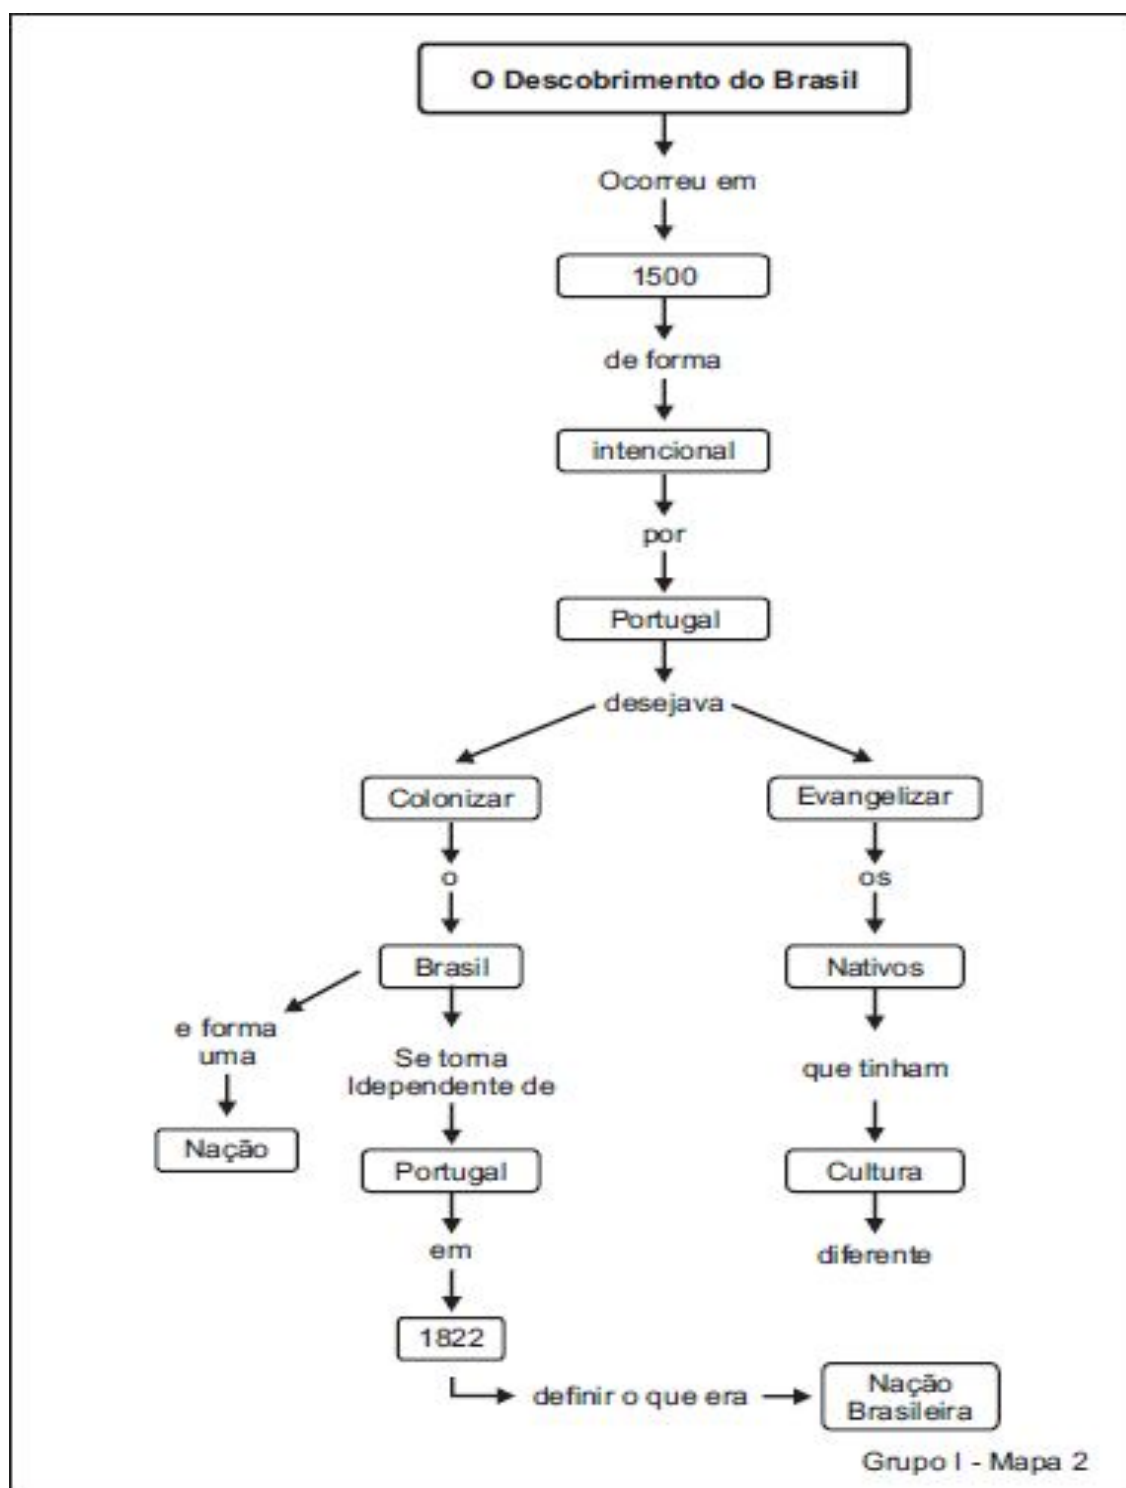 O Descobrimento do Brasil
Ocorreu em
1500
de forma
intencional
por
Portugal
desejava
Colonizar
Evangelizar
o
os
Brasil
Nativos
e forma
uma
Se torna
Idependente de
que tinham
Nação
Portugal
Cultura
em
diferente
1822
definir o que era
Nação
Brasileira
Grupo I - Mapa 2